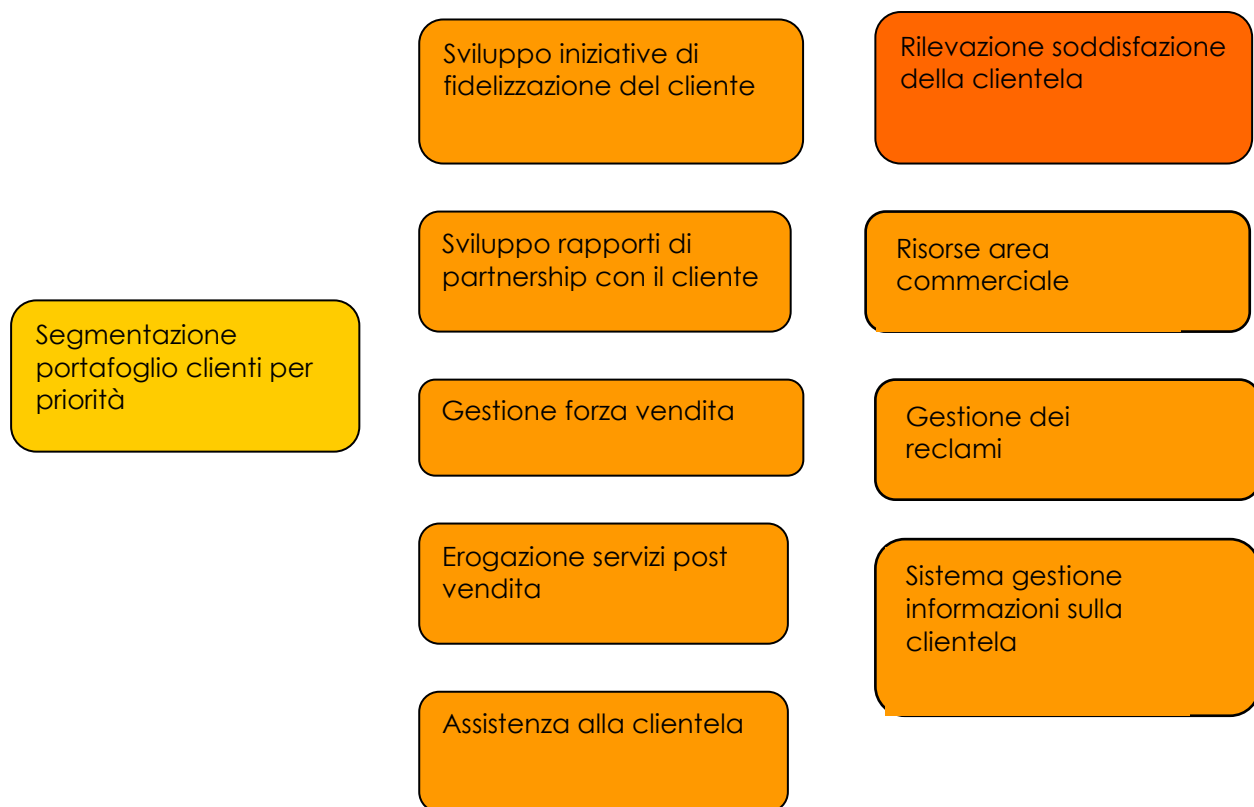 Sviluppo iniziative di
fidelizzazione del cliente
Rilevazione soddisfazione
della clientela
Sviluppo rapporti di
partnership con il cliente
Risorse area
commerciale
Segmentazione
portafoglio clienti per
priorità
Gestione forza vendita
Gestione dei
reclami
Erogazione servizi post
vendita
Sistema gestione
informazioni sulla
clientela
Assistenza alla clientela